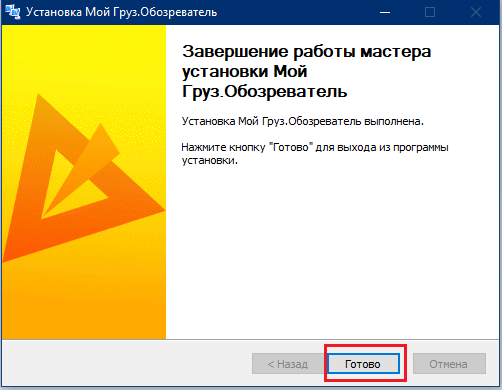 Установка Мой Груз.Обозреватель
Завершение работы мастера
установки Мой
Груз.Обозреватель
Установка Мой Груз.Обозреватель выполнена.
Нажмите кнопку "Готово" для выхода из программы
установки.
< Назад
Готово
Отмена